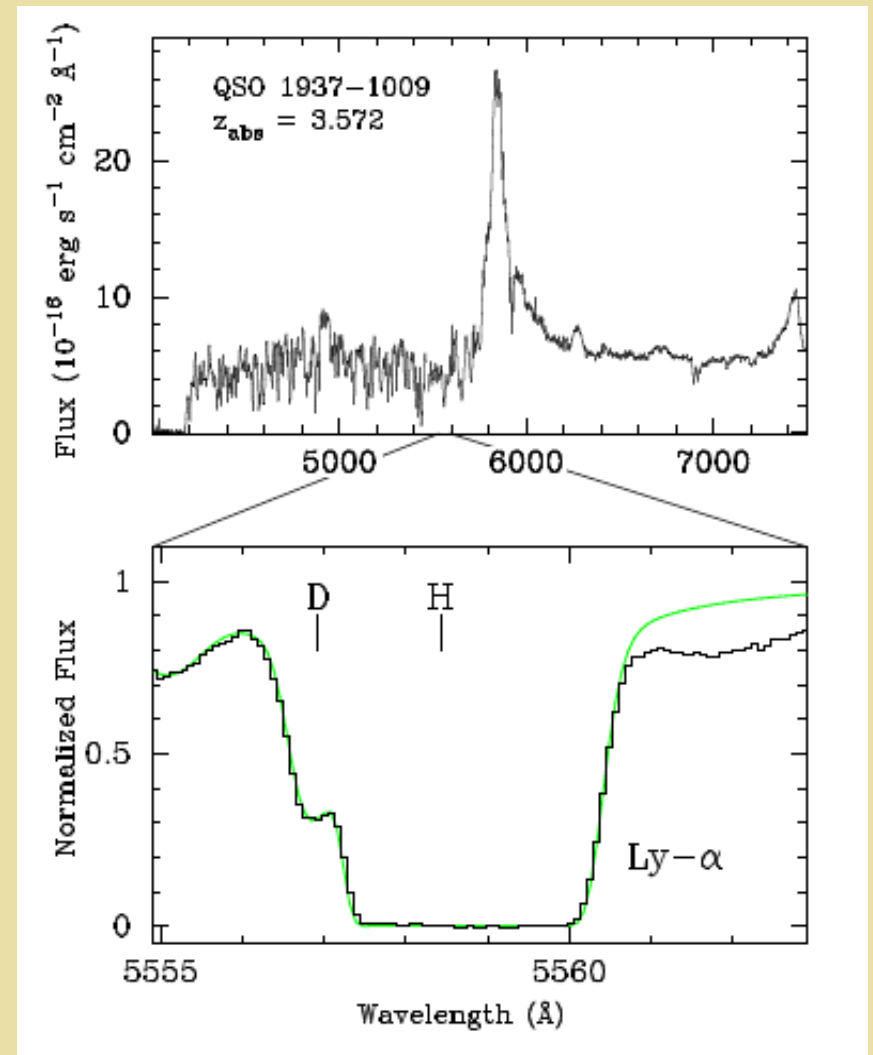 QSO 1937−1009
z_abs = 3.572
Flux (10⁻¹⁶ erg s⁻¹ cm⁻² Å⁻¹)
20
10
0
5000 6000 7000
D H
1
0.5
0
Normalized Flux
Ly−α
5555 5560
Wavelength (Å)